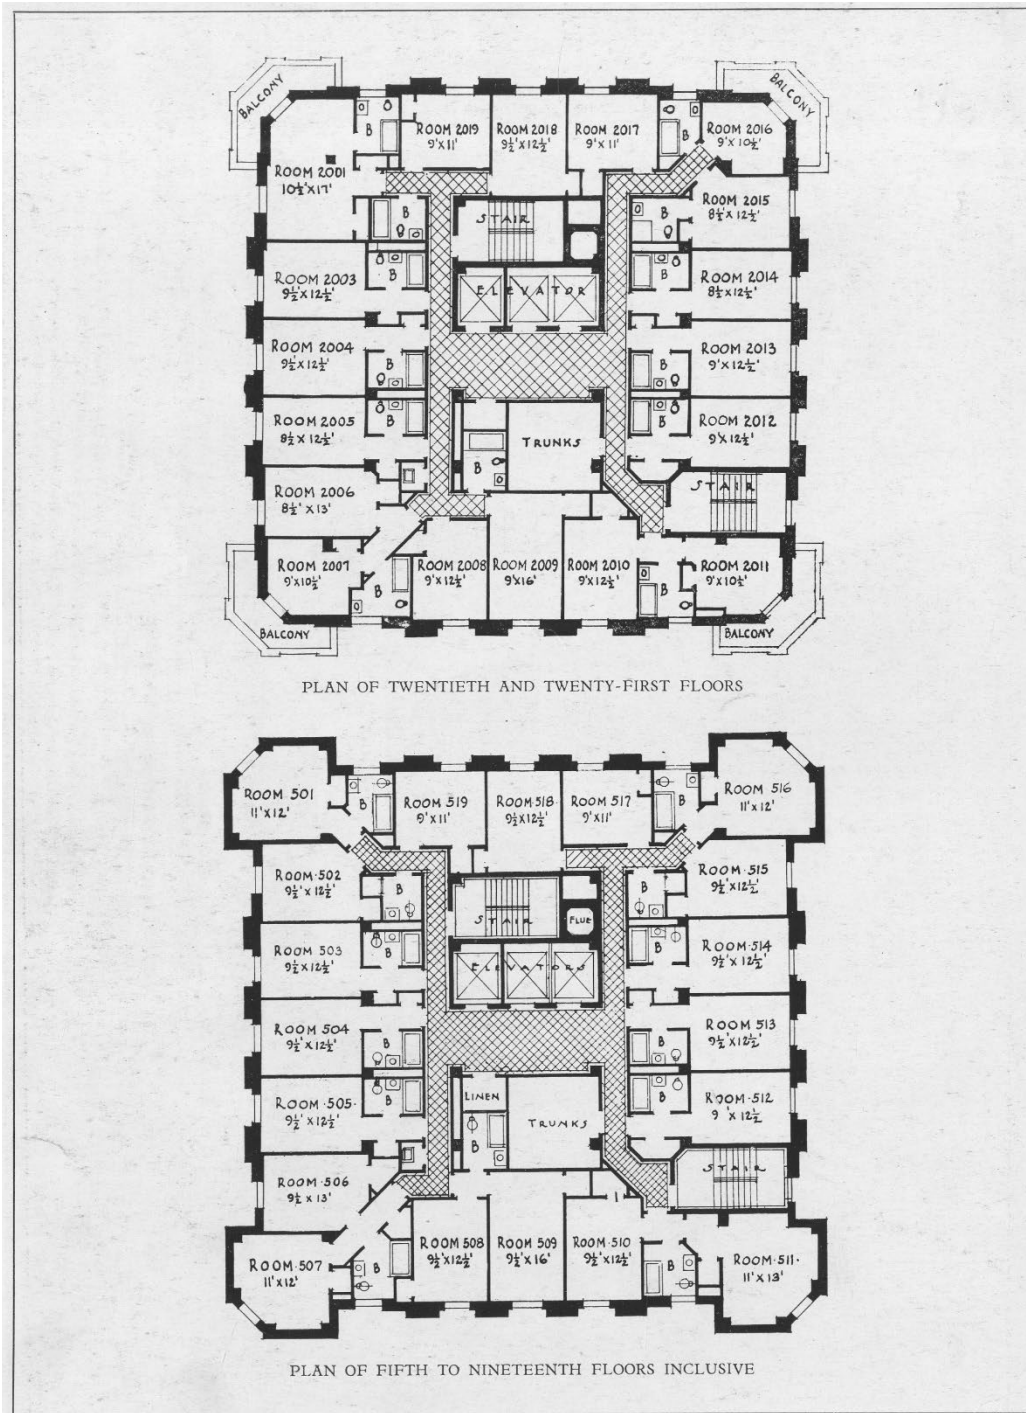 BALCONY
BALCONY
B
ROOM 2019
9'X11'
ROOM 2018
9½'X12½'
ROOM 2017
9'X11'
B
ROOM 2016
9'X10½'
ROOM 2001
10½'X17'
B
STAIR
B
ROOM 2015
8½'X12½'
ROOM 2003
9½'X12½'
B
ELEVATOR
B
ROOM 2014
8½'X12½'
ROOM 2004
9½'X12½'
B
B
ROOM 2013
9'X12½'
ROOM 2005
8½'X12½'
B
TRUNKS
B
B
ROOM 2012
9'X12½'
ROOM 2006
8½'X13'
STAIR
ROOM 2007
9'X10½'
B
ROOM 2008
9'X12½'
ROOM 2009
9'X16'
ROOM 2010
9'X12½'
B
ROOM 2011
9'X10½'
BALCONY
BALCONY
PLAN OF TWENTIETH AND TWENTY-FIRST FLOORS
ROOM 501
11'X12'
B
ROOM 519
9'X11'
ROOM 518
9½'X12½'
ROOM 517
9'X11'
B
ROOM 516
11'X12'
ROOM 502
9½'X12½'
B
STAIR
FLUE
B
ROOM 515
9½'X12½'
ROOM 503
9½'X12½'
B
ELEVATORS
B
ROOM 514
9½'X12½'
ROOM 504
9½'X12½'
B
B
ROOM 513
9½'X12½'
ROOM 505
9½'X12½'
B
LINEN
TRUNKS
B
B
ROOM 512
9'X12½
ROOM 506
9½'X13'
STAIR
ROOM 507
11'X12'
B
ROOM 508
9½'X12½'
ROOM 509
9½'X16'
ROOM 510
9½'X12½'
B
ROOM 511
11'X13'
PLAN OF FIFTH TO NINETEENTH FLOORS INCLUSIVE